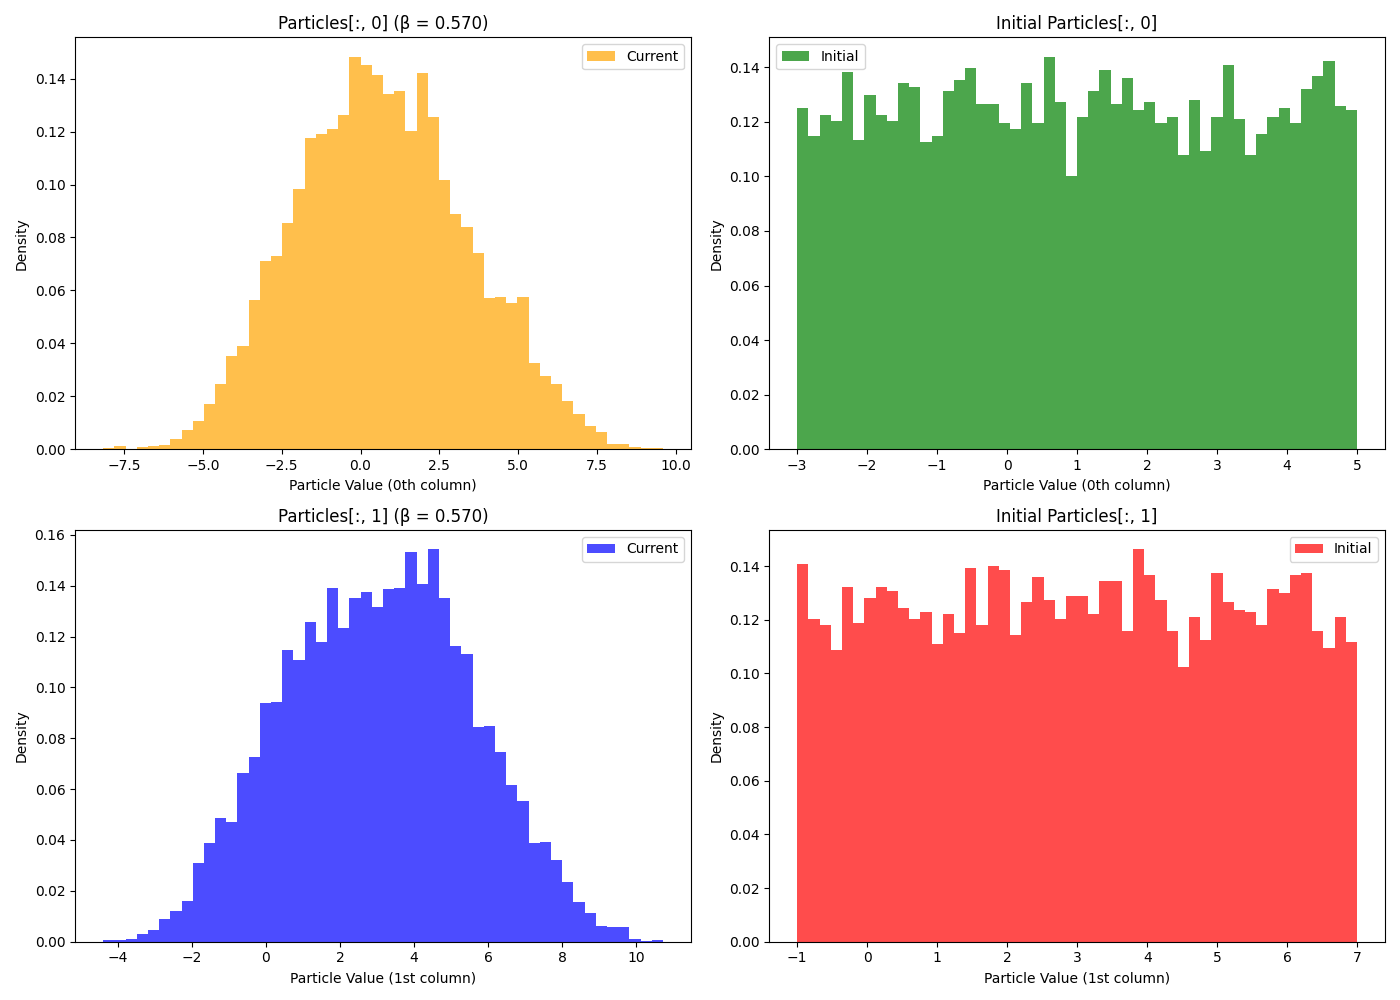 Particles[:, 0] (β = 0.570)
Current
0.14
0.12
0.10
0.08
0.06
0.04
0.02
0.00
Density
−7.5 −5.0 −2.5 0.0 2.5 5.0 7.5 10.0
Particle Value (0th column)
Initial Particles[:, 0]
Initial
0.14
0.12
0.10
0.08
0.06
0.04
0.02
0.00
Density
−3 −2 −1 0 1 2 3 4 5
Particle Value (0th column)
Particles[:, 1] (β = 0.570)
Current
0.16
0.14
0.12
0.10
0.08
0.06
0.04
0.02
0.00
Density
−4 −2 0 2 4 6 8 10
Particle Value (1st column)
Initial Particles[:, 1]
Initial
0.14
0.12
0.10
0.08
0.06
0.04
0.02
0.00
Density
−1 0 1 2 3 4 5 6 7
Particle Value (1st column)